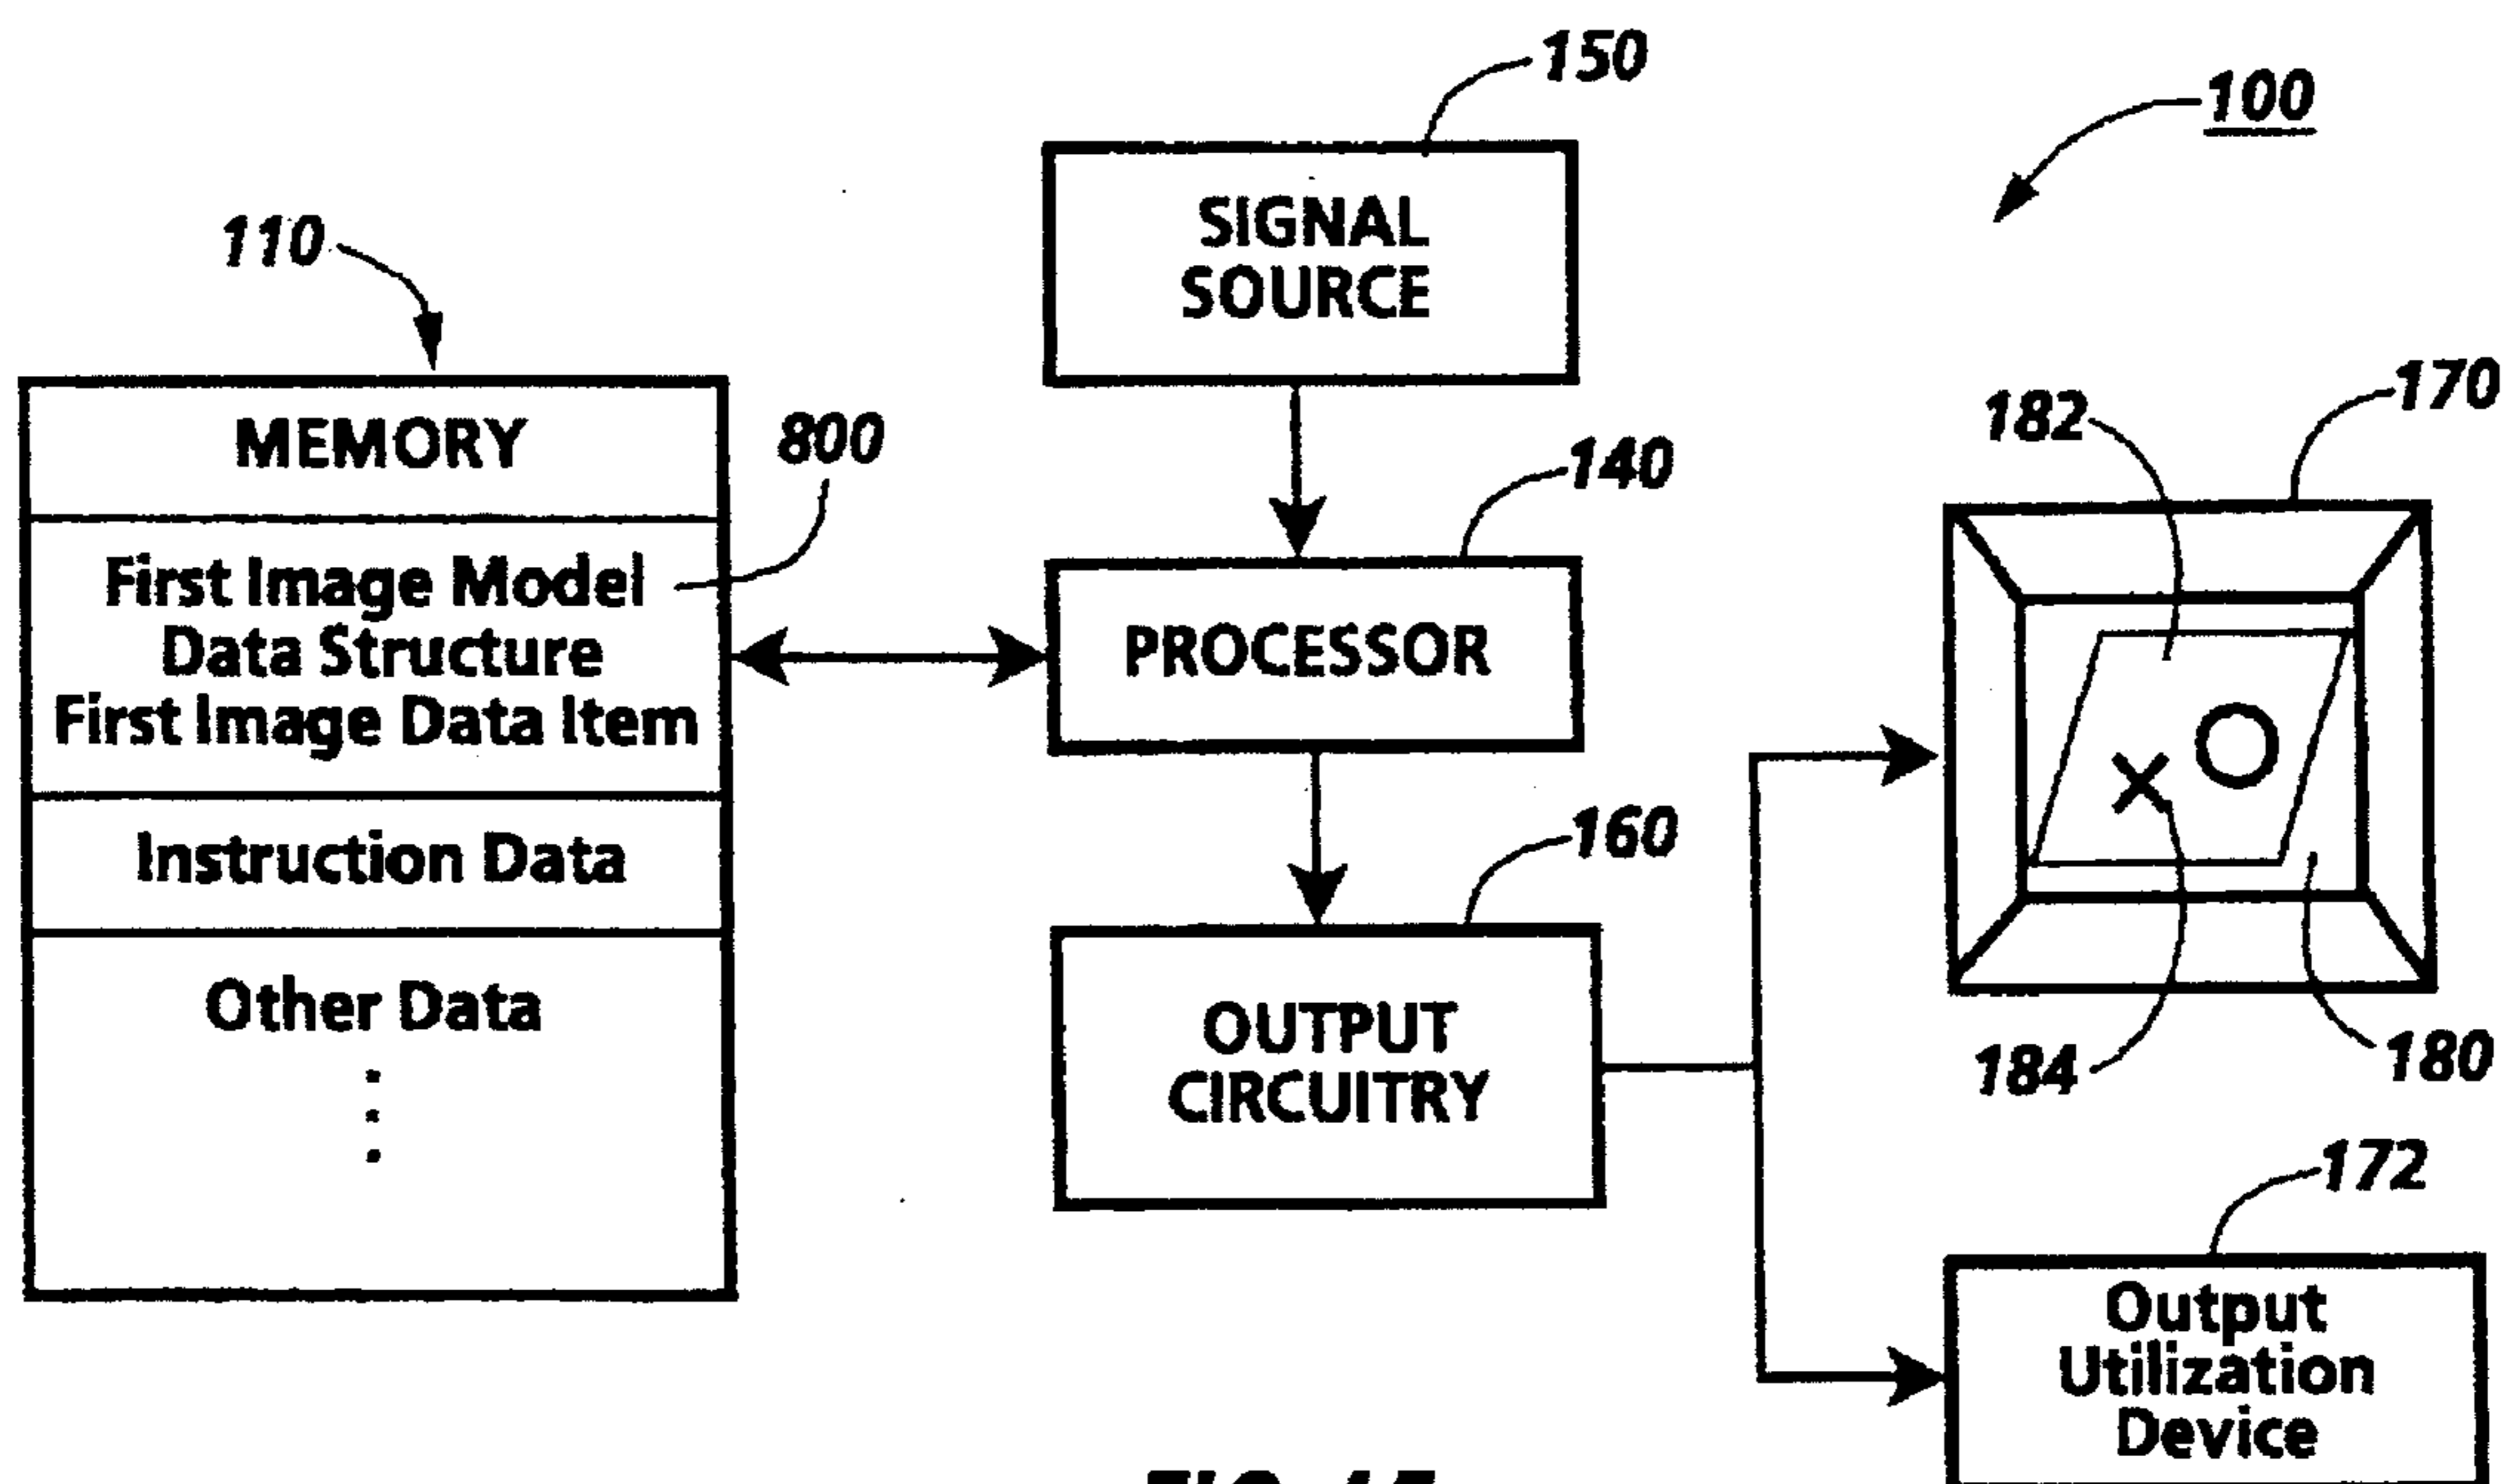 150
100
SIGNAL
SOURCE
110
170
182
800
140
MEMORY
First Image Model
Data Structure
First Image Data Item
PROCESSOR
X O
Instruction Data
160
Other Data
OUTPUT
CIRCUITRY
184
180
172
Output
Utilization
Device